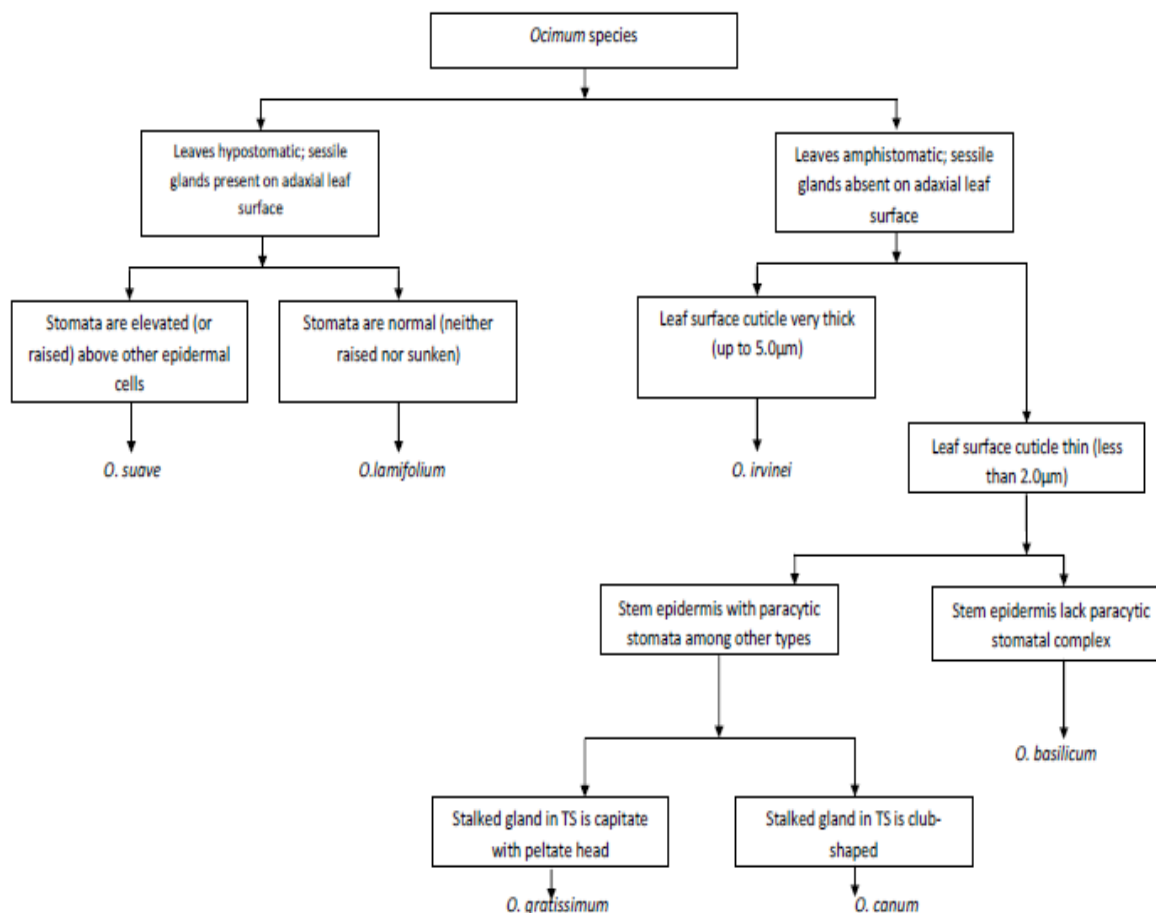 Ocimum species
Leaves hypostomatic; sessile
glands present on adaxial leaf
surface
Leaves amphistomatic; sessile
glands absent on adaxial leaf
surface
Stomata are elevated (or
raised) above other epidermal
cells
Stomata are normal (neither
raised nor sunken)
Leaf surface cuticle very thick
(up to 5.0µm)
O. suave
O.lamifolium
O. irvinei
Leaf surface cuticle thin (less
than 2.0µm)
Stem epidermis with paracytic
stomata among other types
Stem epidermis lack paracytic
stomatal complex
O. basilicum
Stalked gland in TS is capitate
with peltate head
Stalked gland in TS is club-
shaped
O. gratissimum
O. canum